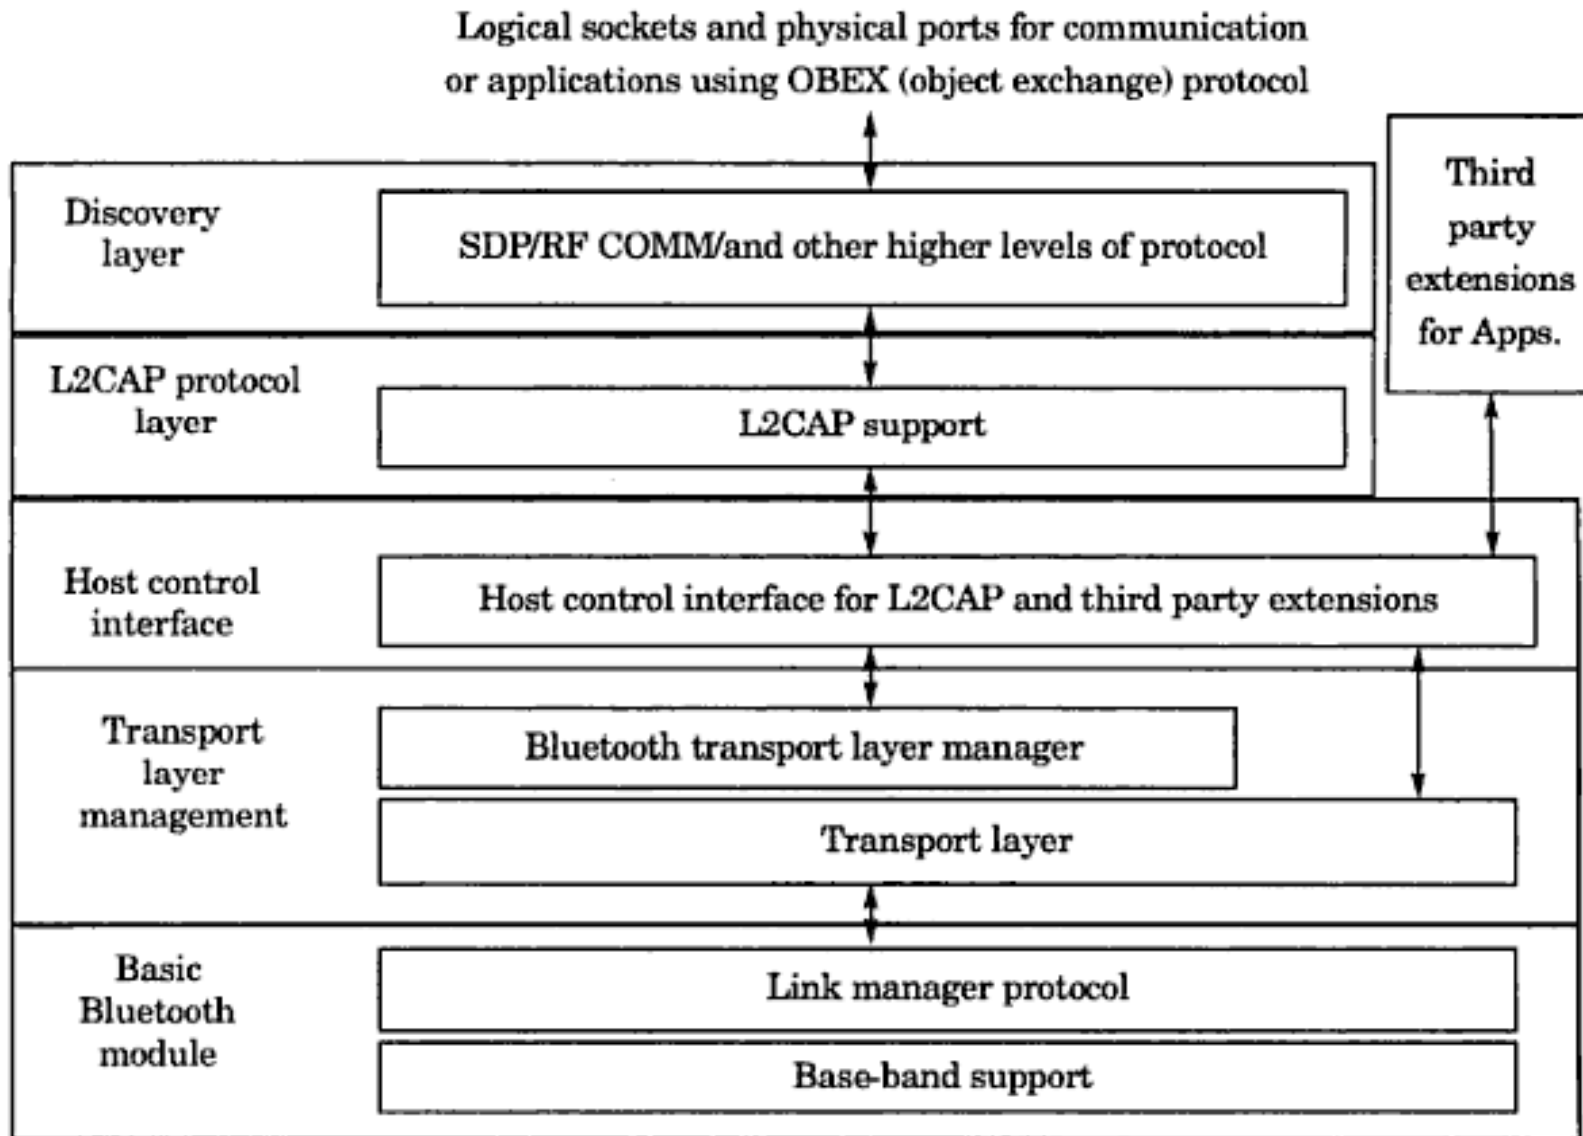 Logical sockets and physical ports for communication
or applications using OBEX (object exchange) protocol
Third
party
extensions
for Apps.
Discovery
layer
SDP/RF COMM/and other higher levels of protocol
L2CAP protocol
layer
L2CAP support
Host control
interface
Host control interface for L2CAP and third party extensions
Transport
layer
management
Bluetooth transport layer manager
Transport layer
Basic
Bluetooth
module
Link manager protocol
Base-band support